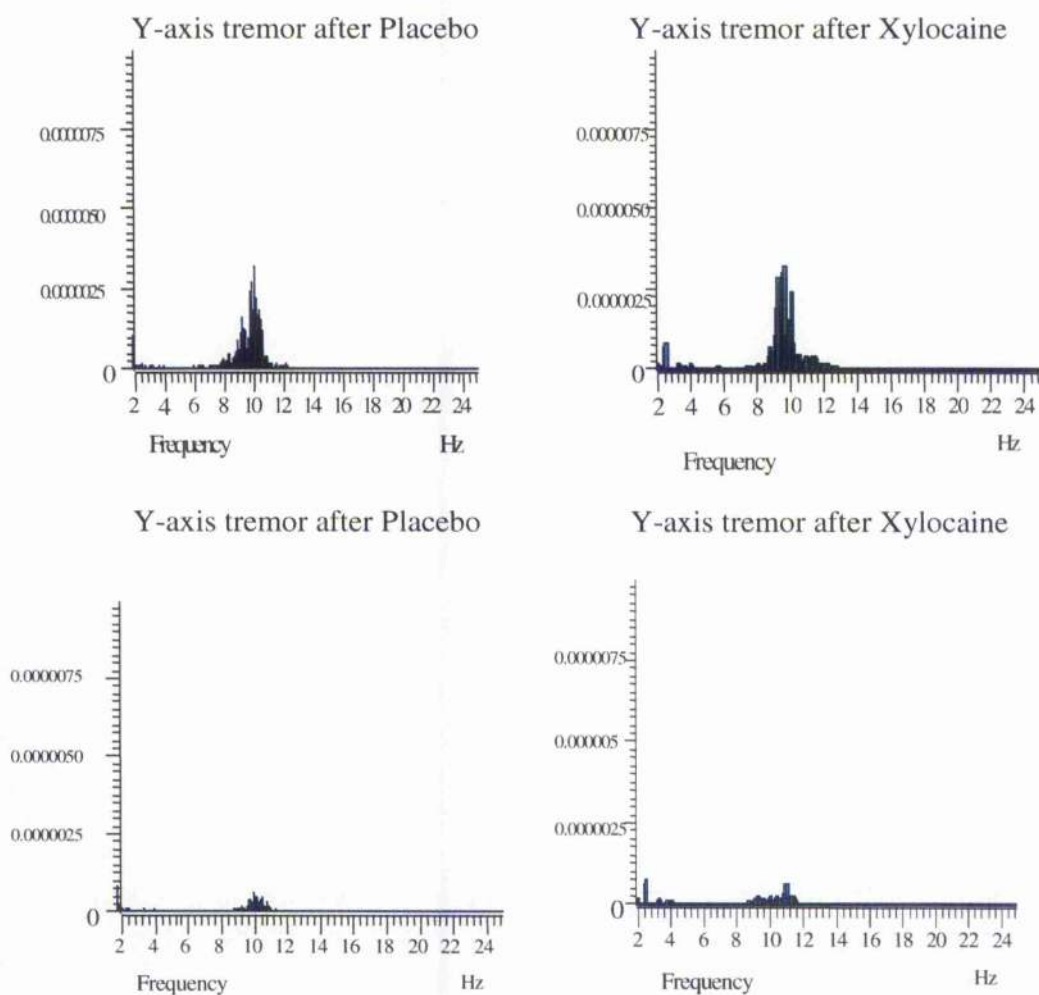 Y-axis tremor after Placebo
0.0000075
0.0000050
0.0000025
0
2 4 6 8 10 12 14 16 18 20 22 24
Frequency Hz
Y-axis tremor after Xylocaine
0.0000075
0.0000050
0.0000025
0
2 4 6 8 10 12 14 16 18 20 22 24
Hz
Frequency
Y-axis tremor after Placebo
0.0000075
0.0000050
0.0000025
0
2 4 6 8 10 12 14 16 18 20 22 24
Frequency Hz
Y-axis tremor after Xylocaine
0.0000075
0.000005
0.0000025
0
2 4 6 8 10 12 14 16 18 20 22 24
Frequency Hz